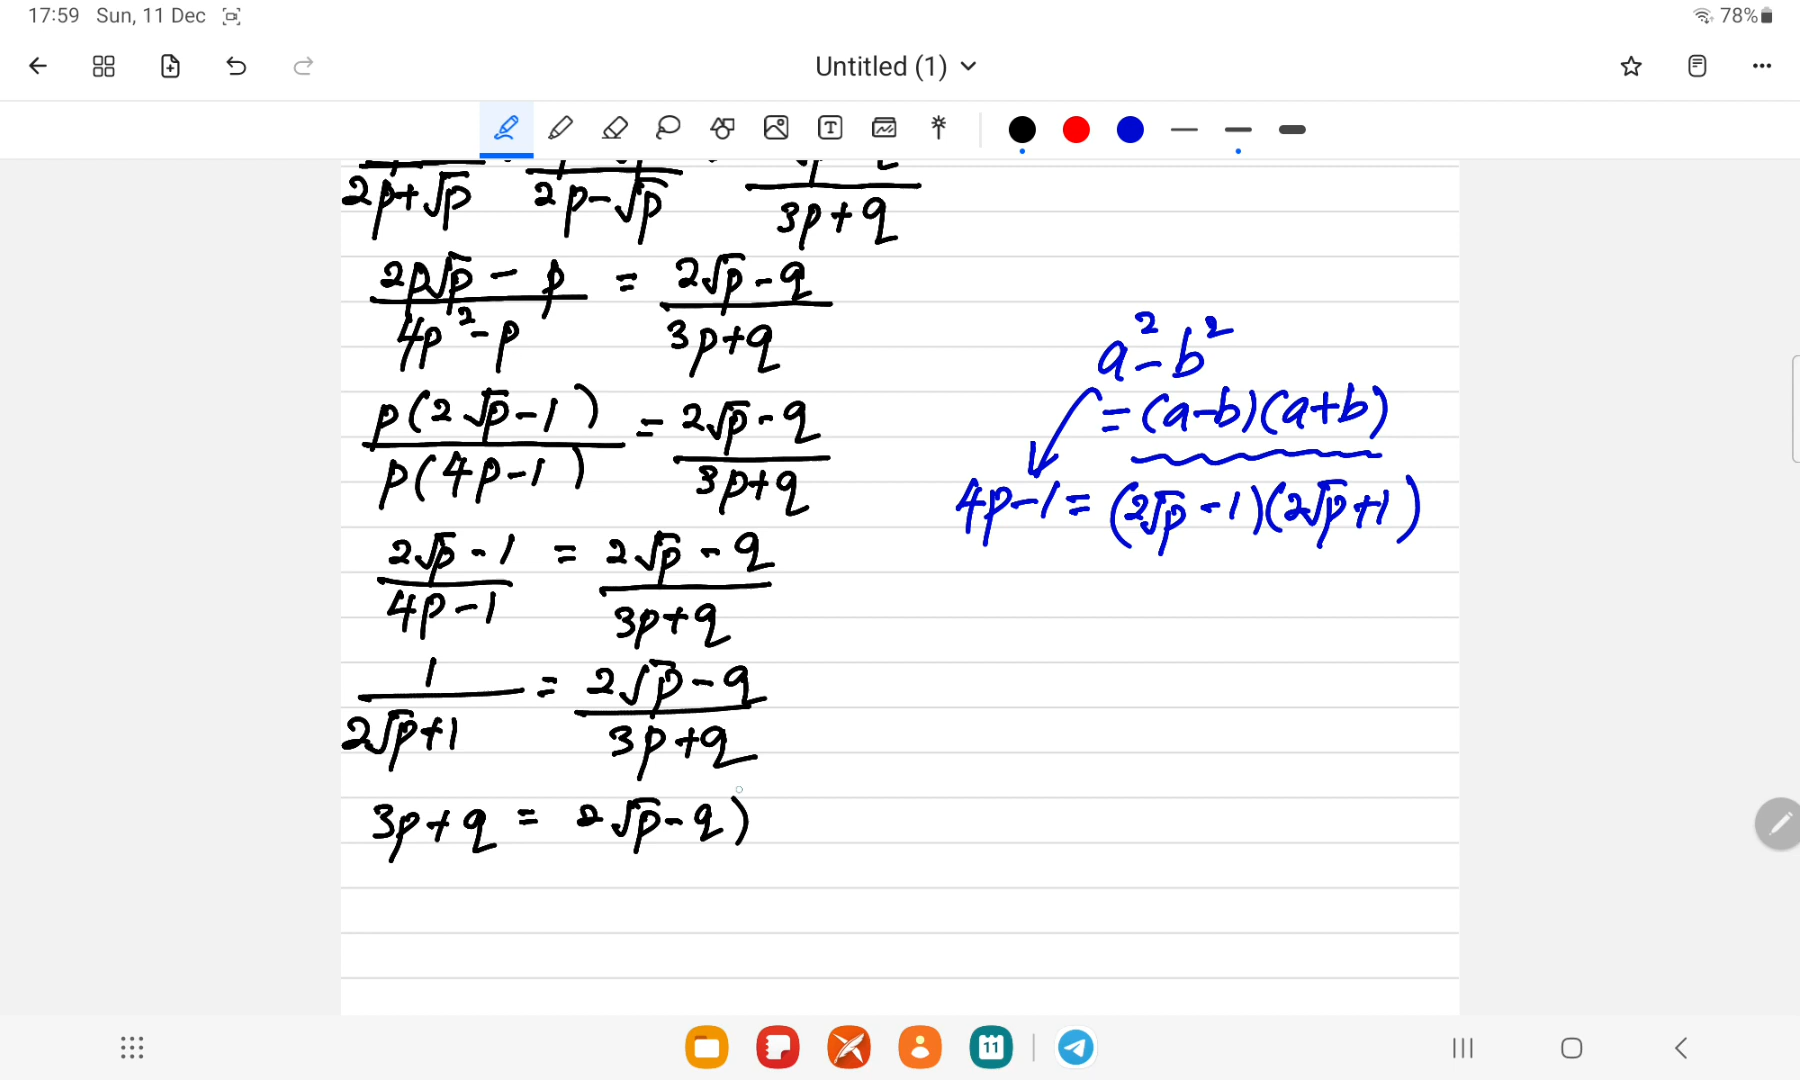 17:59 Sun, 11 Dec 78%
Untitled (1)
T
2p+√p 2p-√p 3p+q
2p√p - p = 2√p - q
4p²-p 3p+q
a²-b²
p(2√p-1) = 2√p - q
= (a-b)(a+b)
p(4p-1) 3p+q
4p-1 = (2√p-1)(2√p+1)
2√p-1 = 2√p - q
4p-1 3p+q
1 = 2√p-q
2√p+1 3p+q
3p+q = 2√p-q)
11